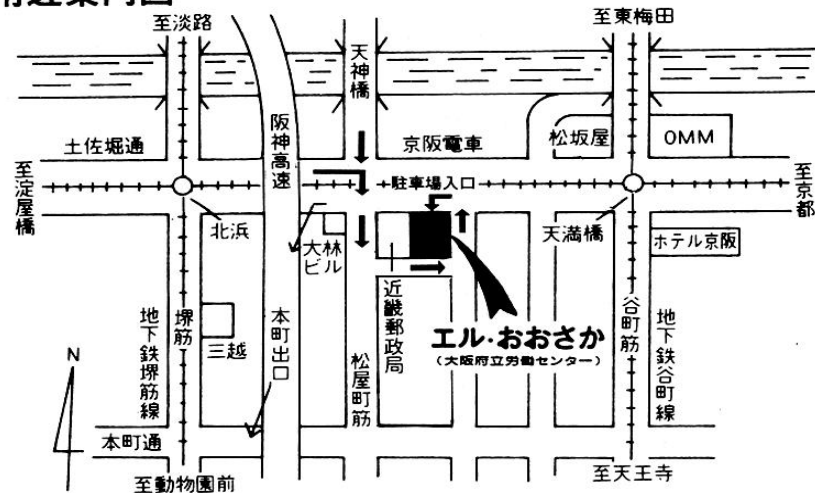 付近案内図
至淡路
至東梅田
天神橋
阪神高速
土佐堀通
京阪電車
松坂屋
OMM
至淀屋橋
駐車場入口
至京都
北浜
大林ビル
天満橋
ホテル京阪
近畿郵政局
エル・おおさか
(大阪府立労働センター)
地下鉄堺筋線
堺筋
三越
本町出口
松屋町筋
谷町筋
地下鉄谷町線
N
本町通
至動物園前
至天王寺